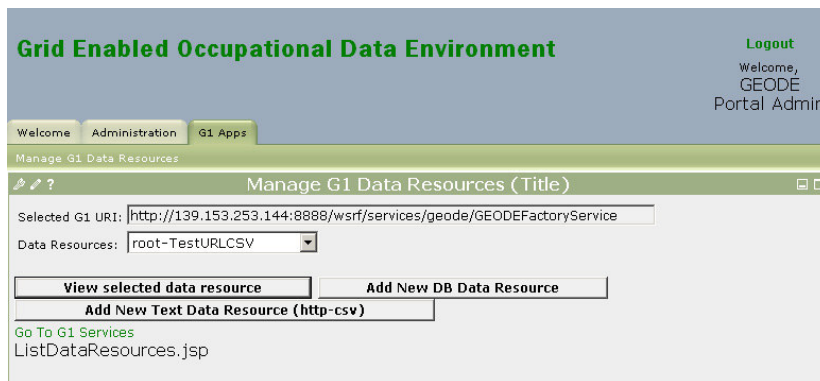 Grid Enabled Occupational Data Environment
Logout
Welcome,
GEODE
Portal Admin
Welcome Administration G1 Apps
Manage G1 Data Resources
? Manage G1 Data Resources (Title)
Selected G1 URI: http://139.153.253.144:8888/wsrf/services/geode/GEODEFactoryService
Data Resources: root-TestURLCSV
View selected data resource Add New DB Data Resource
Add New Text Data Resource (http-csv)
Go To G1 Services
ListDataResources.jsp